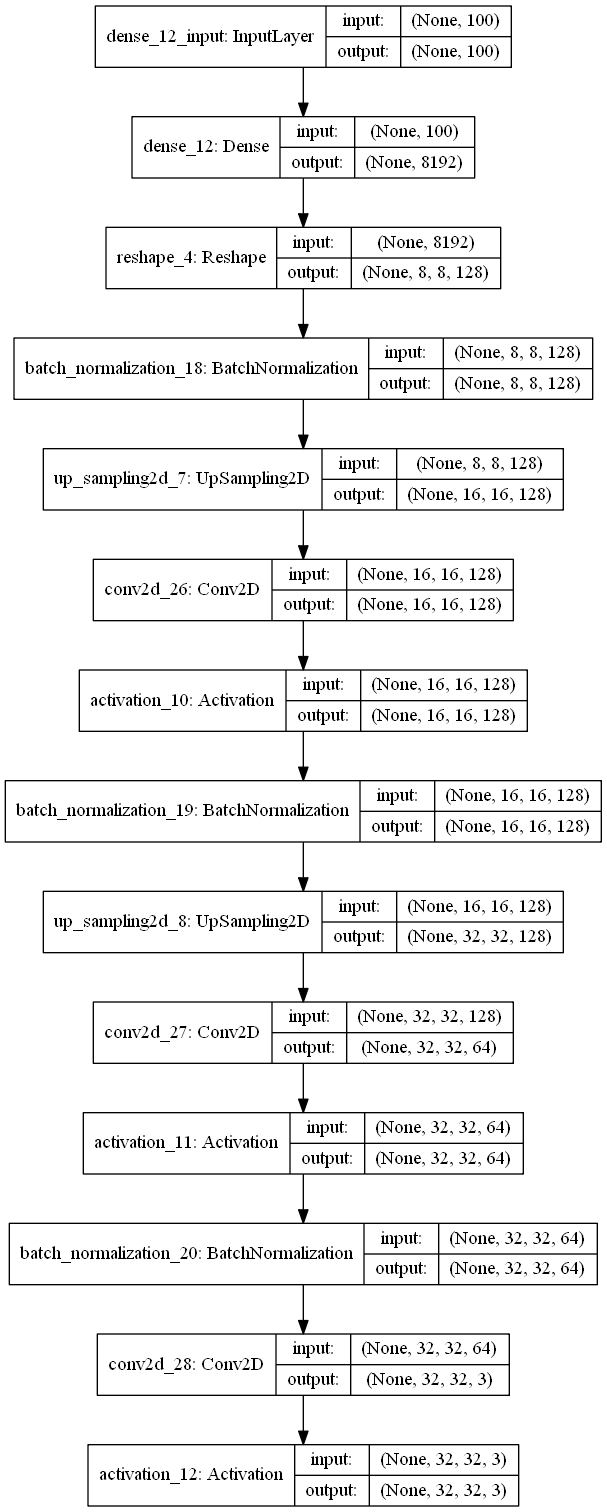 dense_12_input: InputLayer
input: (None, 100)
output: (None, 100)
dense_12: Dense
input: (None, 100)
output: (None, 8192)
reshape_4: Reshape
input: (None, 8192)
output: (None, 8, 8, 128)
batch_normalization_18: BatchNormalization
input: (None, 8, 8, 128)
output: (None, 8, 8, 128)
up_sampling2d_7: UpSampling2D
input: (None, 8, 8, 128)
output: (None, 16, 16, 128)
conv2d_26: Conv2D
input: (None, 16, 16, 128)
output: (None, 16, 16, 128)
activation_10: Activation
input: (None, 16, 16, 128)
output: (None, 16, 16, 128)
batch_normalization_19: BatchNormalization
input: (None, 16, 16, 128)
output: (None, 16, 16, 128)
up_sampling2d_8: UpSampling2D
input: (None, 16, 16, 128)
output: (None, 32, 32, 128)
conv2d_27: Conv2D
input: (None, 32, 32, 128)
output: (None, 32, 32, 64)
activation_11: Activation
input: (None, 32, 32, 64)
output: (None, 32, 32, 64)
batch_normalization_20: BatchNormalization
input: (None, 32, 32, 64)
output: (None, 32, 32, 64)
conv2d_28: Conv2D
input: (None, 32, 32, 64)
output: (None, 32, 32, 3)
activation_12: Activation
input: (None, 32, 32, 3)
output: (None, 32, 32, 3)